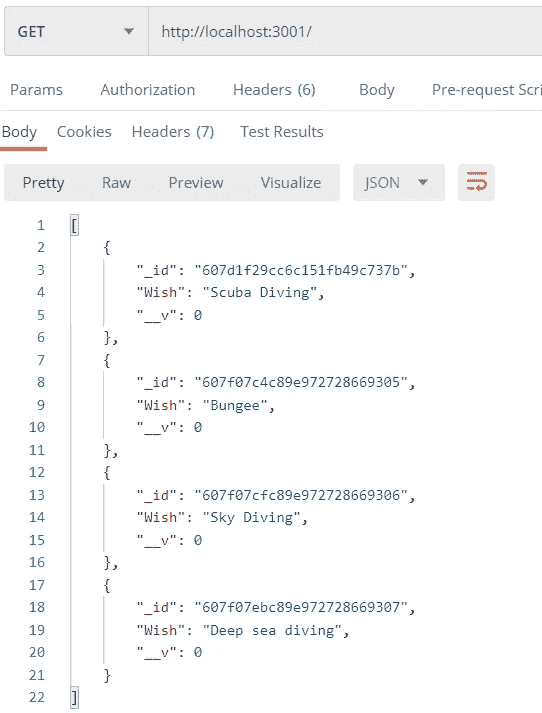 GET http://localhost:3001/
Params Authorization Headers (6) Body Pre-request Scri
Body Cookies Headers (7) Test Results
Pretty Raw Preview Visualize JSON
1 [
2 {
3 "_id": "607d1f29cc6c151fb49c737b",
4 "Wish": "Scuba Diving",
5 "__v": 0
6 },
7 {
8 "_id": "607f07c4c89e972728669305",
9 "Wish": "Bungee",
10 "__v": 0
11 },
12 {
13 "_id": "607f07cfc89e972728669306",
14 "Wish": "Sky Diving",
15 "__v": 0
16 },
17 {
18 "_id": "607f07ebc89e972728669307",
19 "Wish": "Deep sea diving",
20 "__v": 0
21 }
22 ]